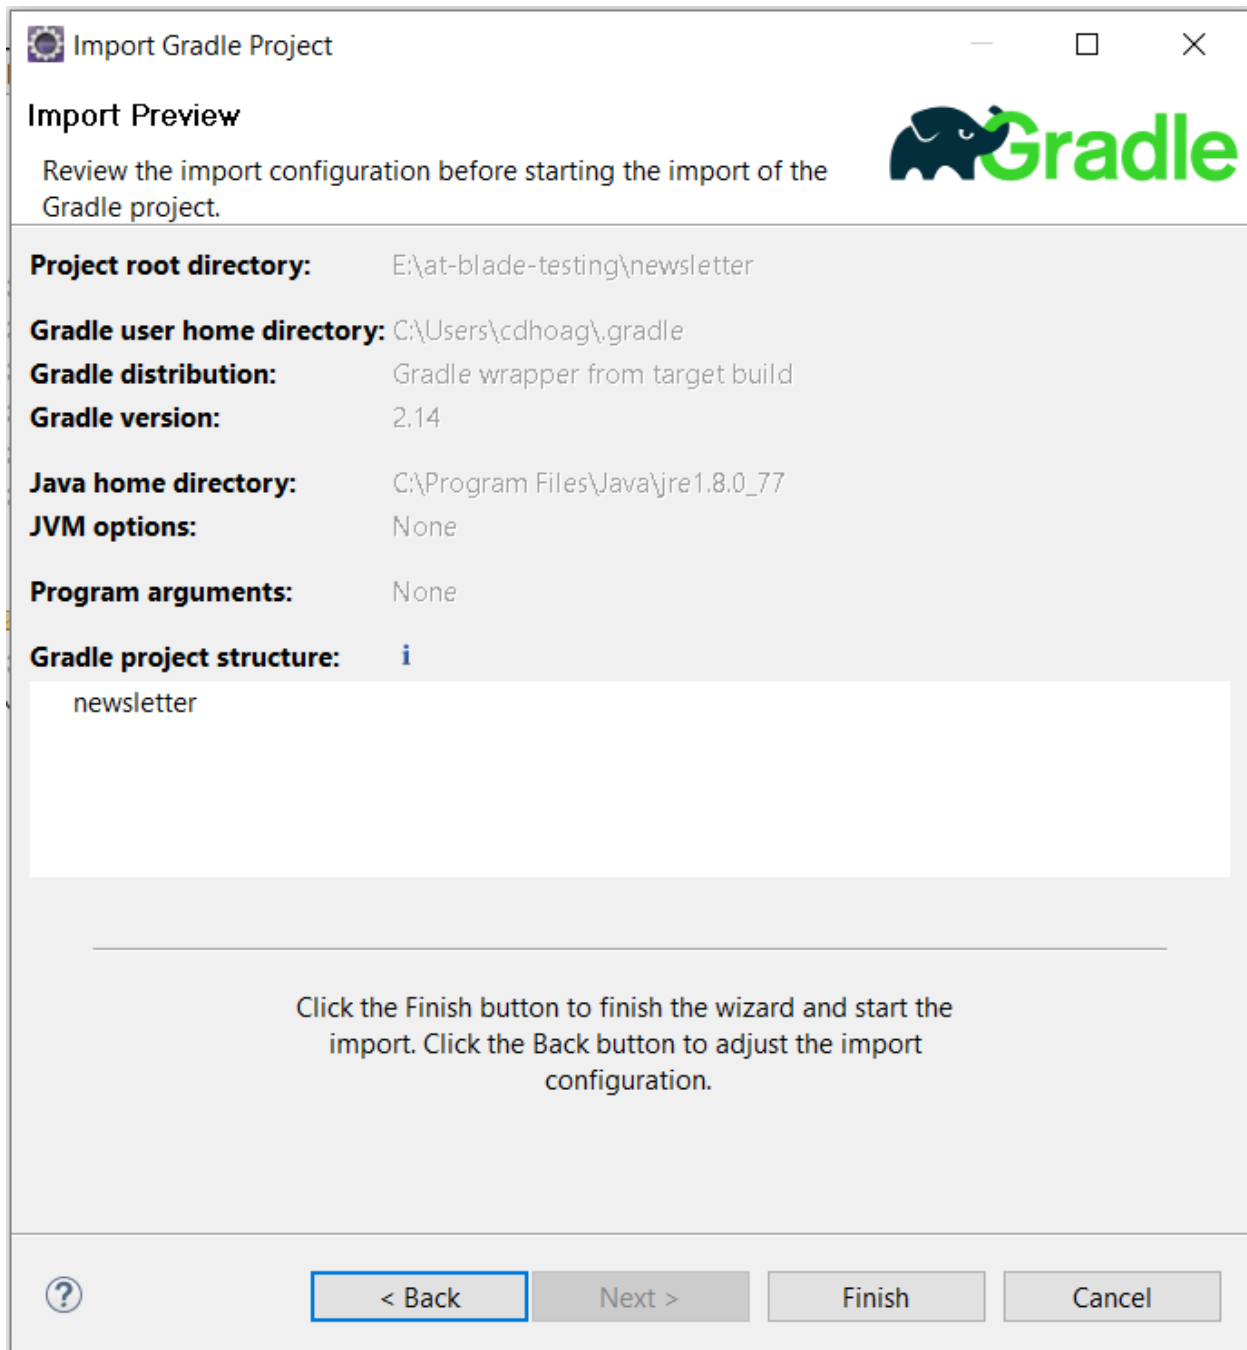 Import Gradle Project
Import Preview
Gradle
Review the import configuration before starting the import of the
Gradle project.
Project root directory: E:\at-blade-testing\newsletter
Gradle user home directory: C:\Users\cdhoag\.gradle
Gradle distribution: Gradle wrapper from target build
Gradle version: 2.14
Java home directory: C:\Program Files\Java\jre1.8.0_77
JVM options: None
Program arguments: None
Gradle project structure: i
newsletter
Click the Finish button to finish the wizard and start the
import. Click the Back button to adjust the import
configuration.
? < Back Next > Finish Cancel